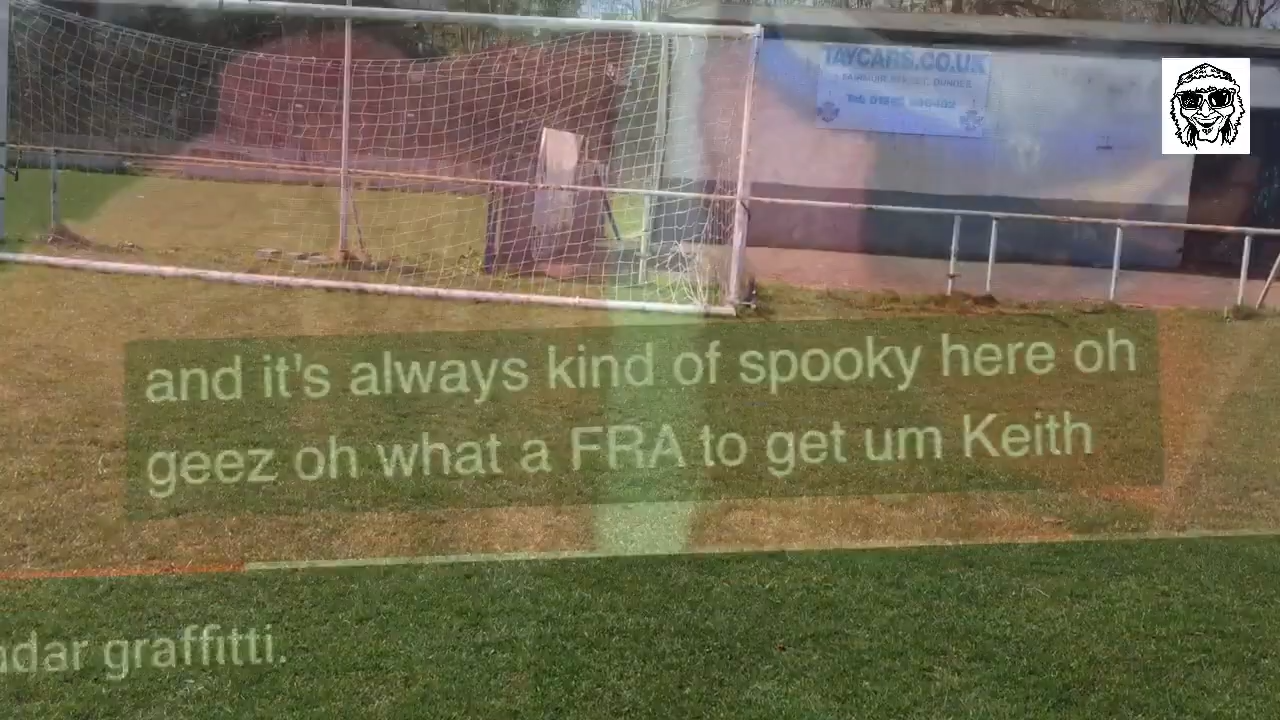 TAYCARS.CO.UK
DUNDEE
and it's always kind of spooky here oh
geez oh what a FRA to get um Keith
graffitti.